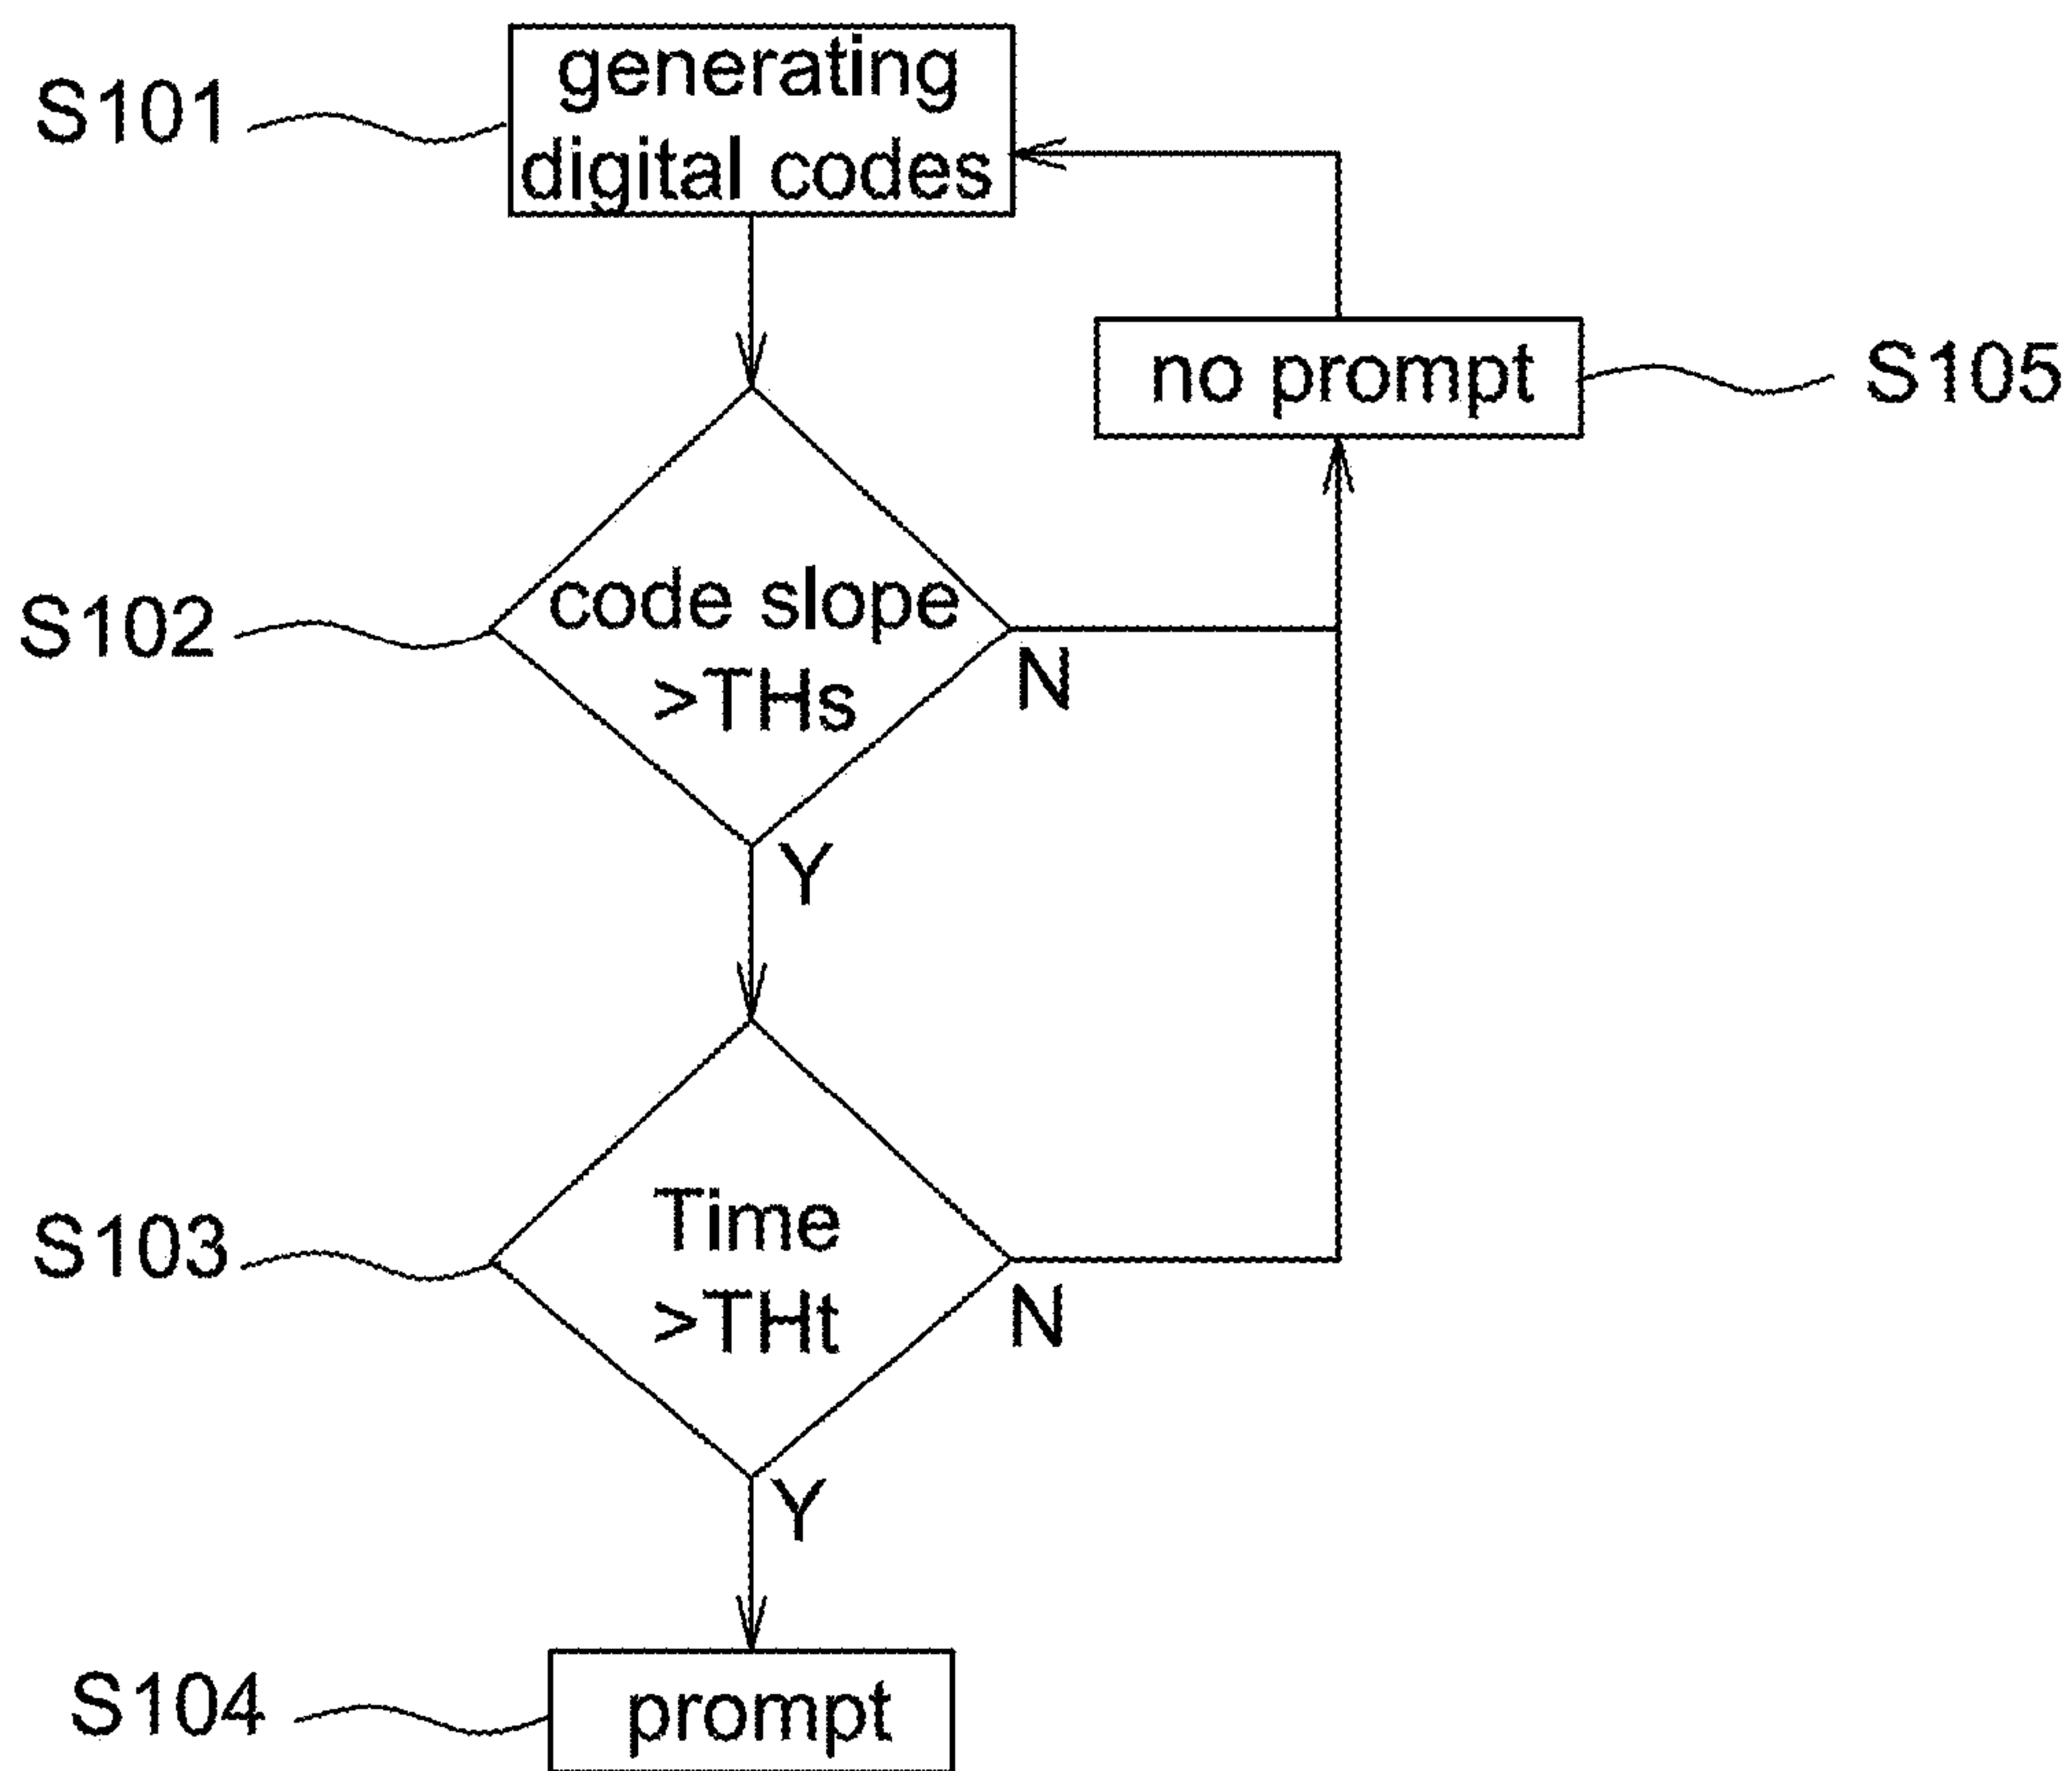 S101
generating
digital codes
no prompt
S105
S102
code slope
>THs
N
Y
S103
Time
>THt
N
Y
S104
prompt